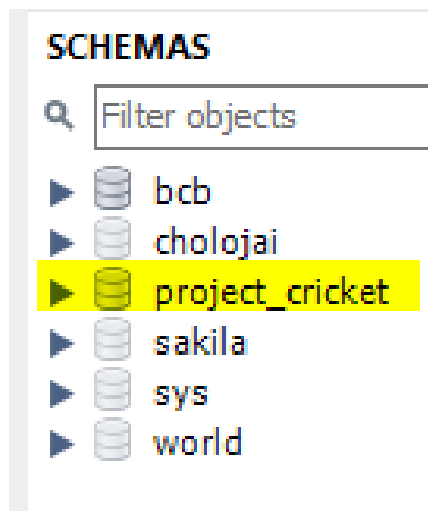 SCHEMAS
Filter objects
bcb
cholojai
project_cricket
sakila
sys
world